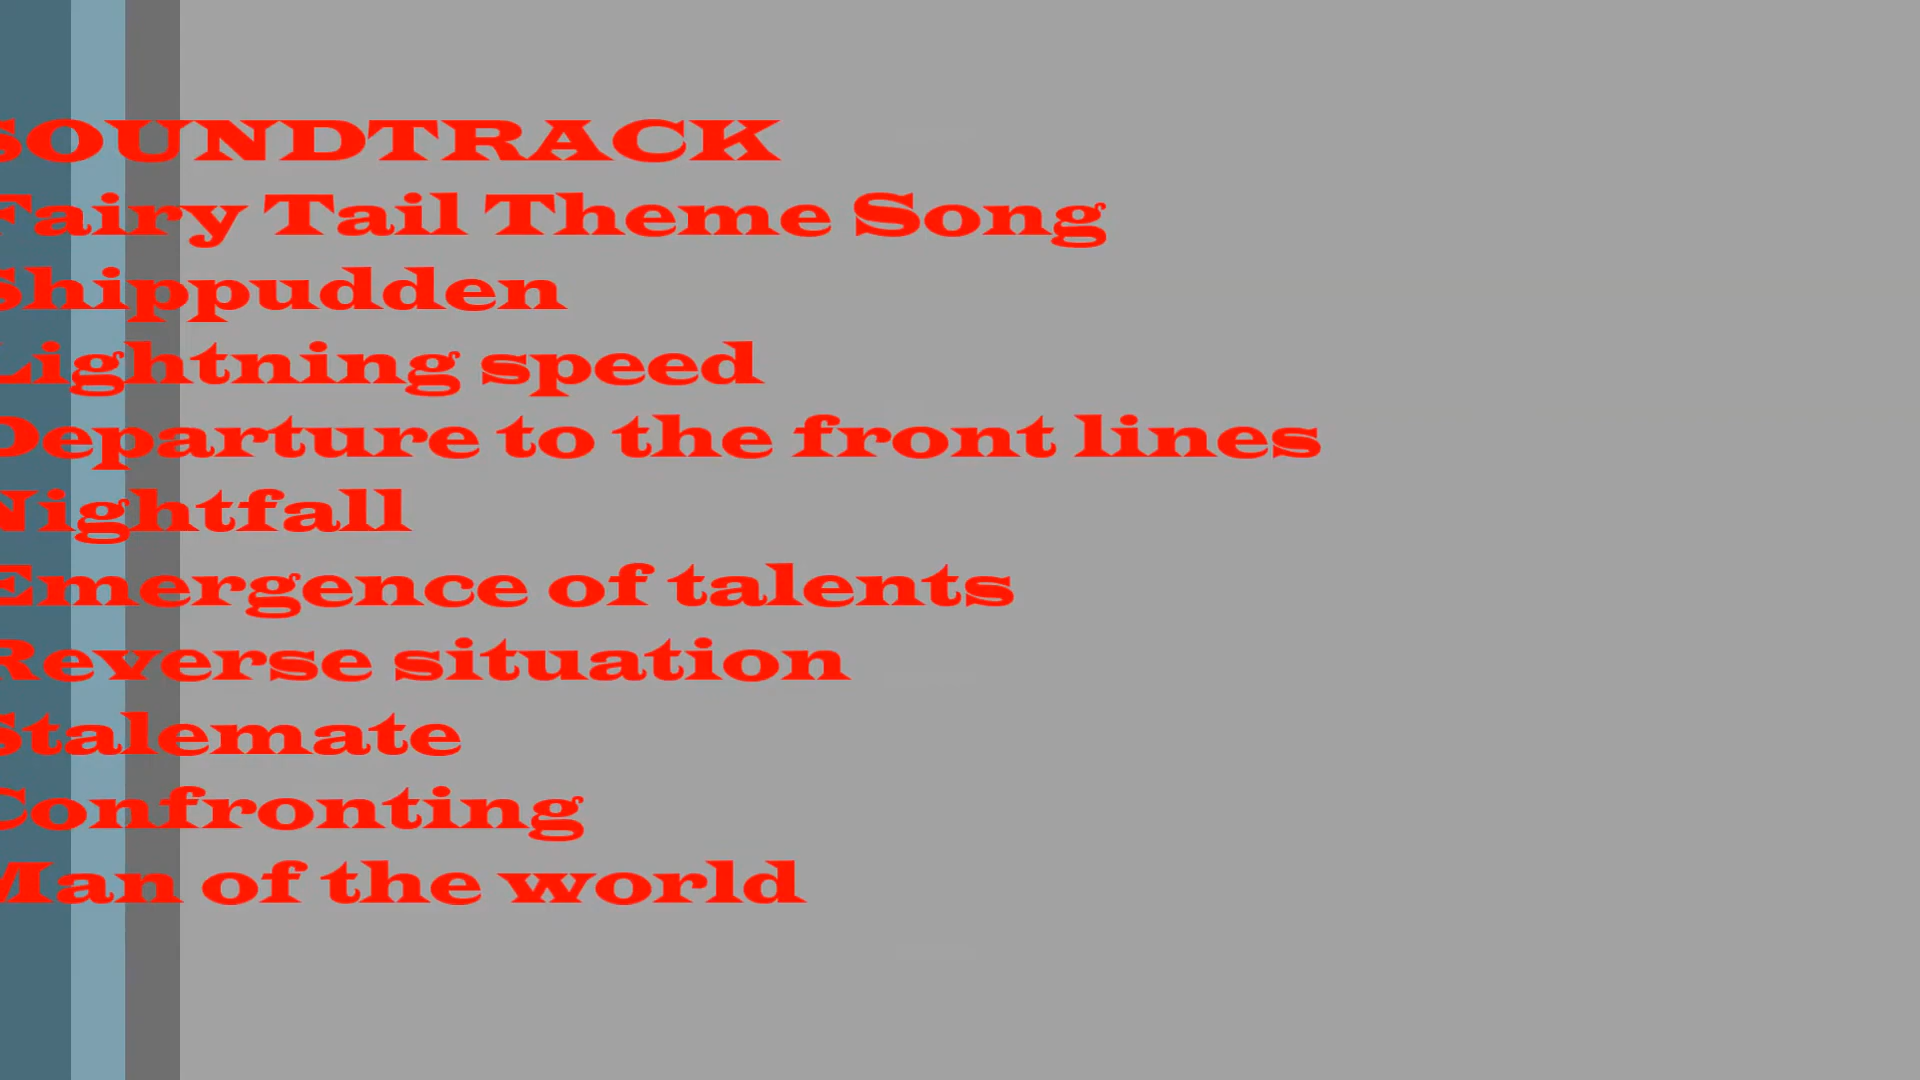 SOUNDTRACK
Fairy Tail Theme Song
Shippudden
Lightning speed
Departure to the front lines
Nightfall
Emergence of talents
Reverse situation
Stalemate
Confronting
Man of the world